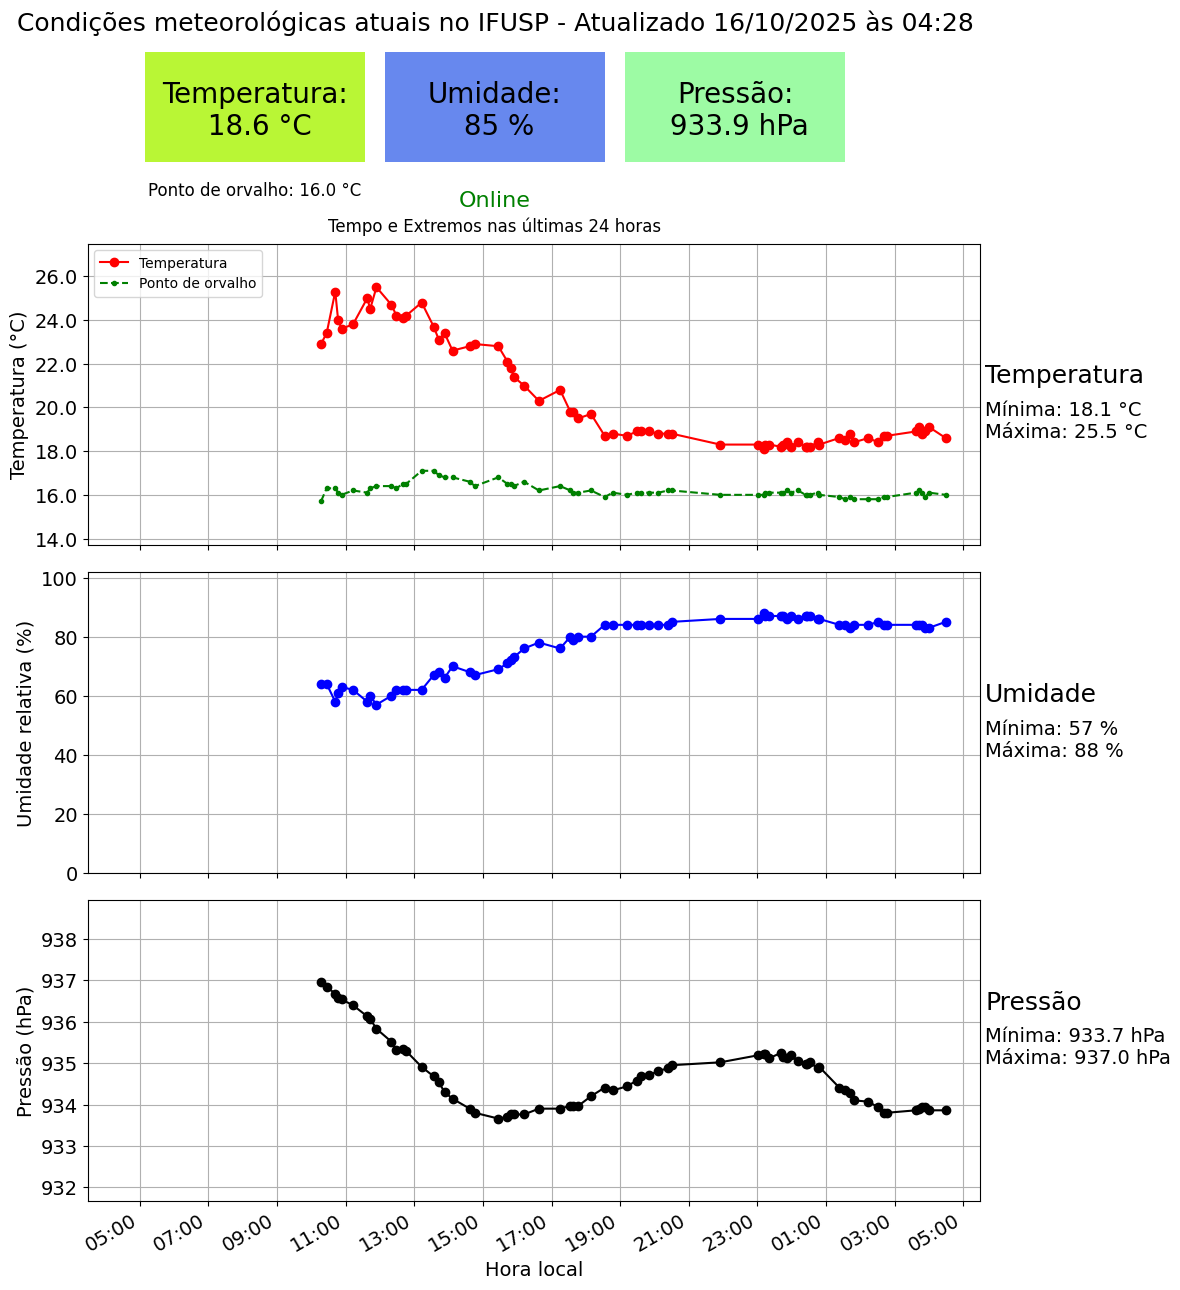 Condições meteorológicas atuais no IFUSP - Atualizado 16/10/2025 às 04:28
Temperatura:
18.6 °C
Umidade:
85 %
Pressão:
933.9 hPa
Ponto de orvalho: 16.0 °C
Online
Tempo e Extremos nas últimas 24 horas
Temperatura
Ponto de orvalho
Temperatura (°C)
26.0
24.0
22.0
20.0
18.0
16.0
14.0
Temperatura
Mínima: 18.1 °C
Máxima: 25.5 °C
Umidade relativa (%)
100
80
60
40
20
0
Umidade
Mínima: 57 %
Máxima: 88 %
Pressão (hPa)
938
937
936
935
934
933
932
Pressão
Mínima: 933.7 hPa
Máxima: 937.0 hPa
05:00
07:00
09:00
11:00
13:00
15:00
17:00
19:00
21:00
23:00
01:00
03:00
05:00
Hora local